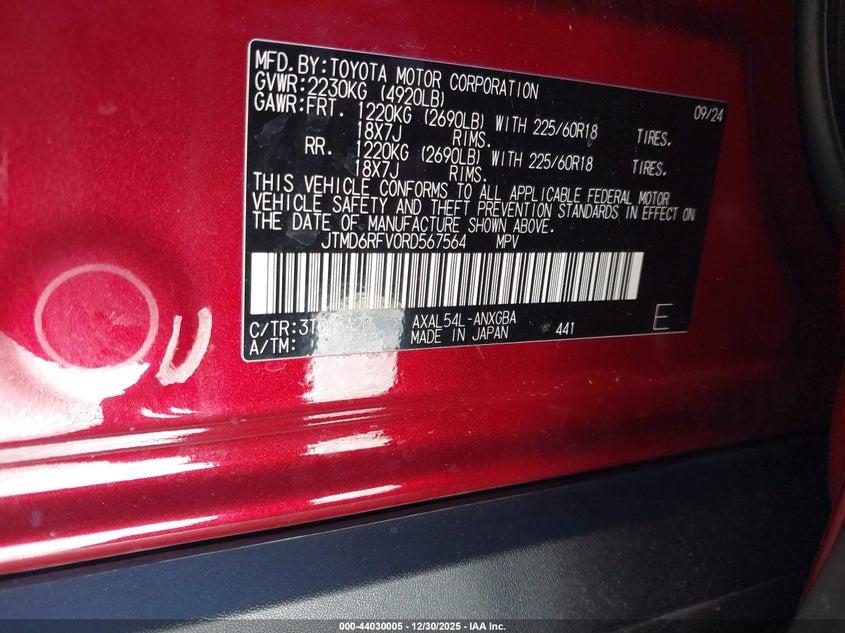 MFD.BY:TOYOTA MOTOR CORPORATION 09/24
GVWR:2230KG (4920LB)
GAWR:FRT. 1220KG (2690LB) WITH 225/60R18 TIRES.
18X7J RIMS.
RR. 1220KG (2690LB) WITH 225/60R18 TIRES.
18X7J RIMS.
THIS VEHICLE CONFORMS TO ALL APPLICABLE FEDERAL MOTOR
VEHICLE SAFETY AND THEFT PREVENTION STANDARDS IN EFFECT ON
THE DATE OF MANUFACTURE SHOWN ABOVE.
JTMD6RFV0RD567564 MPV
C/TR: AXAL54L-ANXGBA
A/TM: MADE IN JAPAN 441 E
U
000-44030005 - 12/30/2025 - IAA Inc.